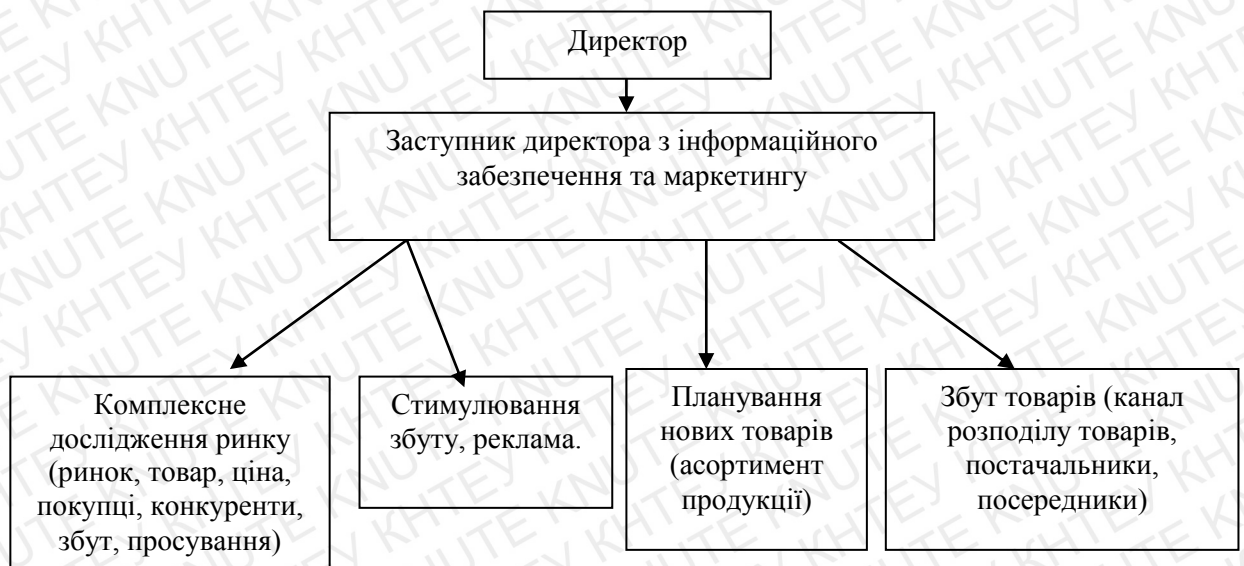 Директор
Заступник директора з інформаційного
забезпечення та маркетингу
Комплексне
дослідження ринку
(ринок, товар, ціна,
покупці, конкуренти,
збут, просування)
Стимулювання
збуту, реклама.
Планування
нових товарів
(асортимент
продукції)
Збут товарів (канал
розподілу товарів,
постачальники,
посередники)